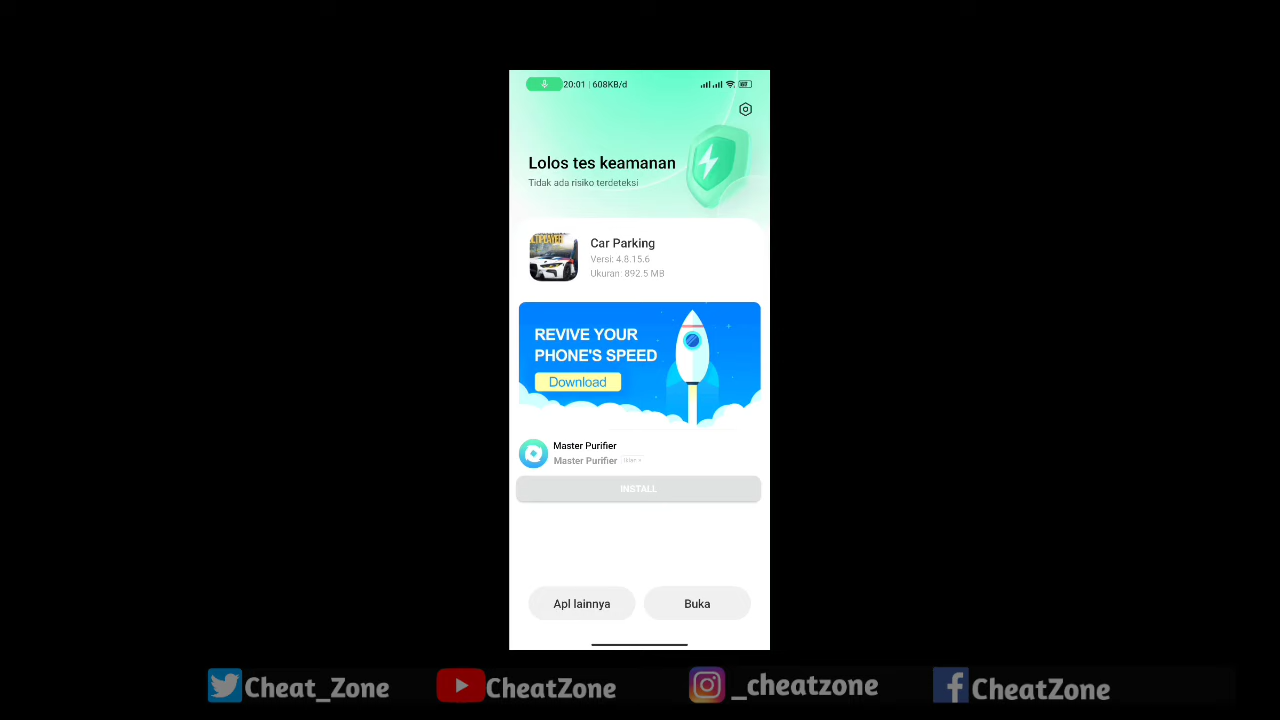 20:01 | 608KB/d
Lolos tes keamanan
Tidak ada risiko terdeteksi
Car Parking
Versi: 4.8.15.6
Ukuran: 892.5 MB
REVIVE YOUR
PHONE'S SPEED
Download
Master Purifier
Master Purifier
INSTALL
Apl lainnya
Buka
Cheat_Zone
CheatZone
_cheatzone
CheatZone